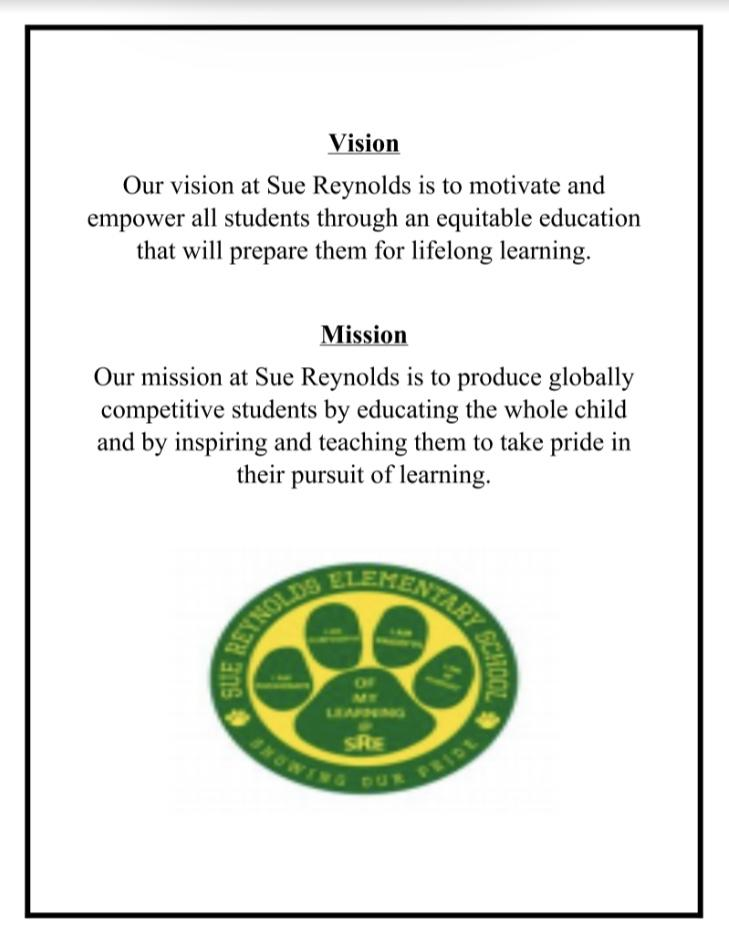 Vision
Our vision at Sue Reynolds is to motivate and
empower all students through an equitable education
that will prepare them for lifelong learning.
Mission
Our mission at Sue Reynolds is to produce globally
competitive students by educating the whole child
and by inspiring and teaching them to take pride in
their pursuit of learning.
SUE REYNOLDS ELEMENTARY SCHOOL
I AM
OF
MY
LEARNING
@
SRE
SHOWING OUR PRIDE